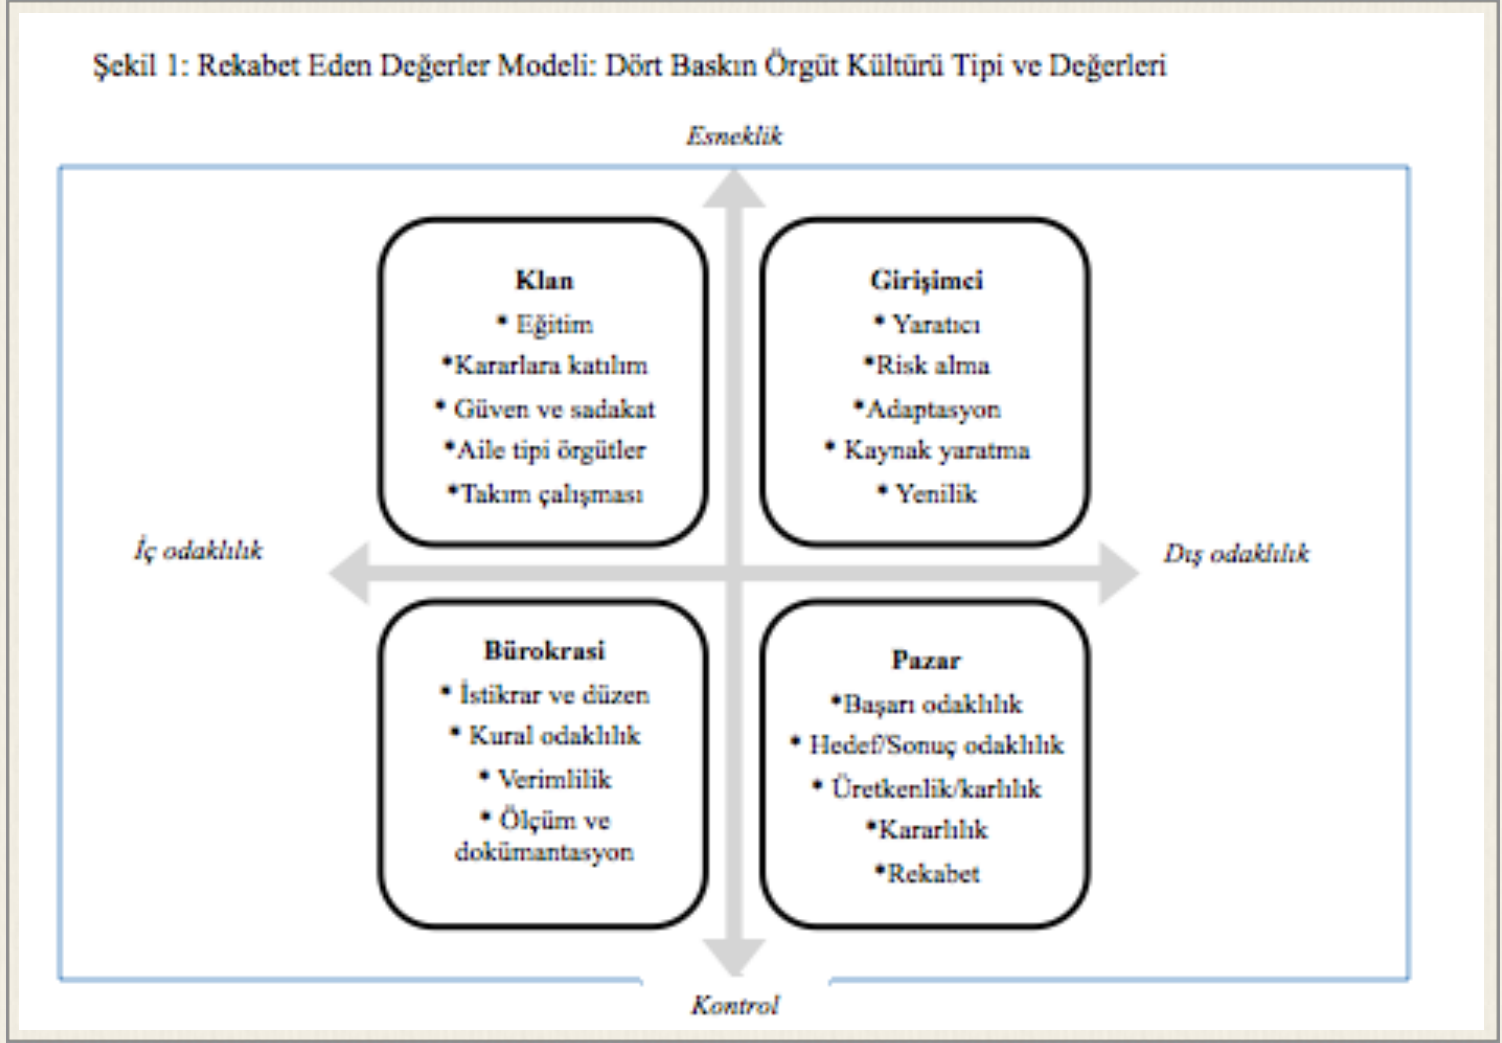 Şekil 1: Rekabet Eden Değerler Modeli: Dört Baskın Örgüt Kültürü Tipi ve Değerleri
Esneklik
Klan
* Eğitim
*Kararlara katılım
* Güven ve sadakat
*Aile tipi örgütler
*Takım çalışması
Girişimci
* Yaratıcı
*Risk alma
*Adaptasyon
* Kaynak yaratma
* Yenilik
İç odaklılık
Dış odaklılık
Bürokrasi
* İstikrar ve düzen
* Kural odaklılık
* Verimlilik
* Ölçüm ve
dokümantasyon
Pazar
*Başarı odaklılık
* Hedef/Sonuç odaklılık
* Üretkenlik/karlılık
*Kararlılık
*Rekabet
Kontrol